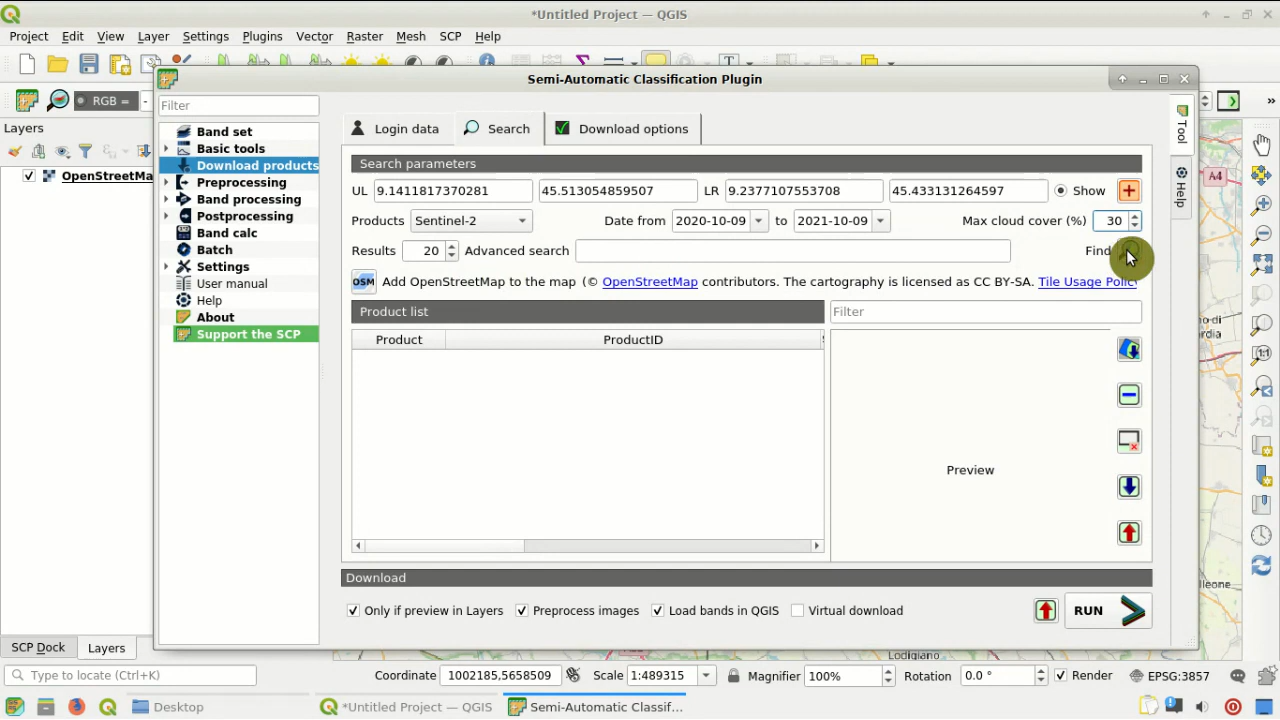 *Untitled Project — QGIS
Project Edit View Layer Settings Plugins Vector Raster Mesh SCP Help
Semi-Automatic Classification Plugin
RGB = -
Layers
OpenStreetMa
Filter
Band set
Basic tools
Download products
Preprocessing
Band processing
Postprocessing
Band calc
Batch
Settings
User manual
Help
About
Support the SCP
Login data Search Download options
Search parameters
UL 9.1411817370281 45.513054859507 LR 9.2377107553708 45.433131264597 Show
Products Sentinel-2 Date from 2020-10-09 to 2021-10-09 Max cloud cover (%) 30
Results 20 Advanced search Find
OSM Add OpenStreetMap to the map (© OpenStreetMap contributors. The cartography is licensed as CC BY-SA. Tile Usage Policy
Product list Filter
Product ProductID
Preview
Download
Only if preview in Layers Preprocess images Load bands in QGIS Virtual download RUN
Tool
Help
A4
no di
rdia
leone
Lodigiano
SCP Dock Layers
Type to locate (Ctrl+K) Coordinate 1002185,5658509 Scale 1:489315 Magnifier 100% Rotation 0.0 ° Render EPSG:3857
Desktop *Untitled Project — QGIS Semi-Automatic Classif...